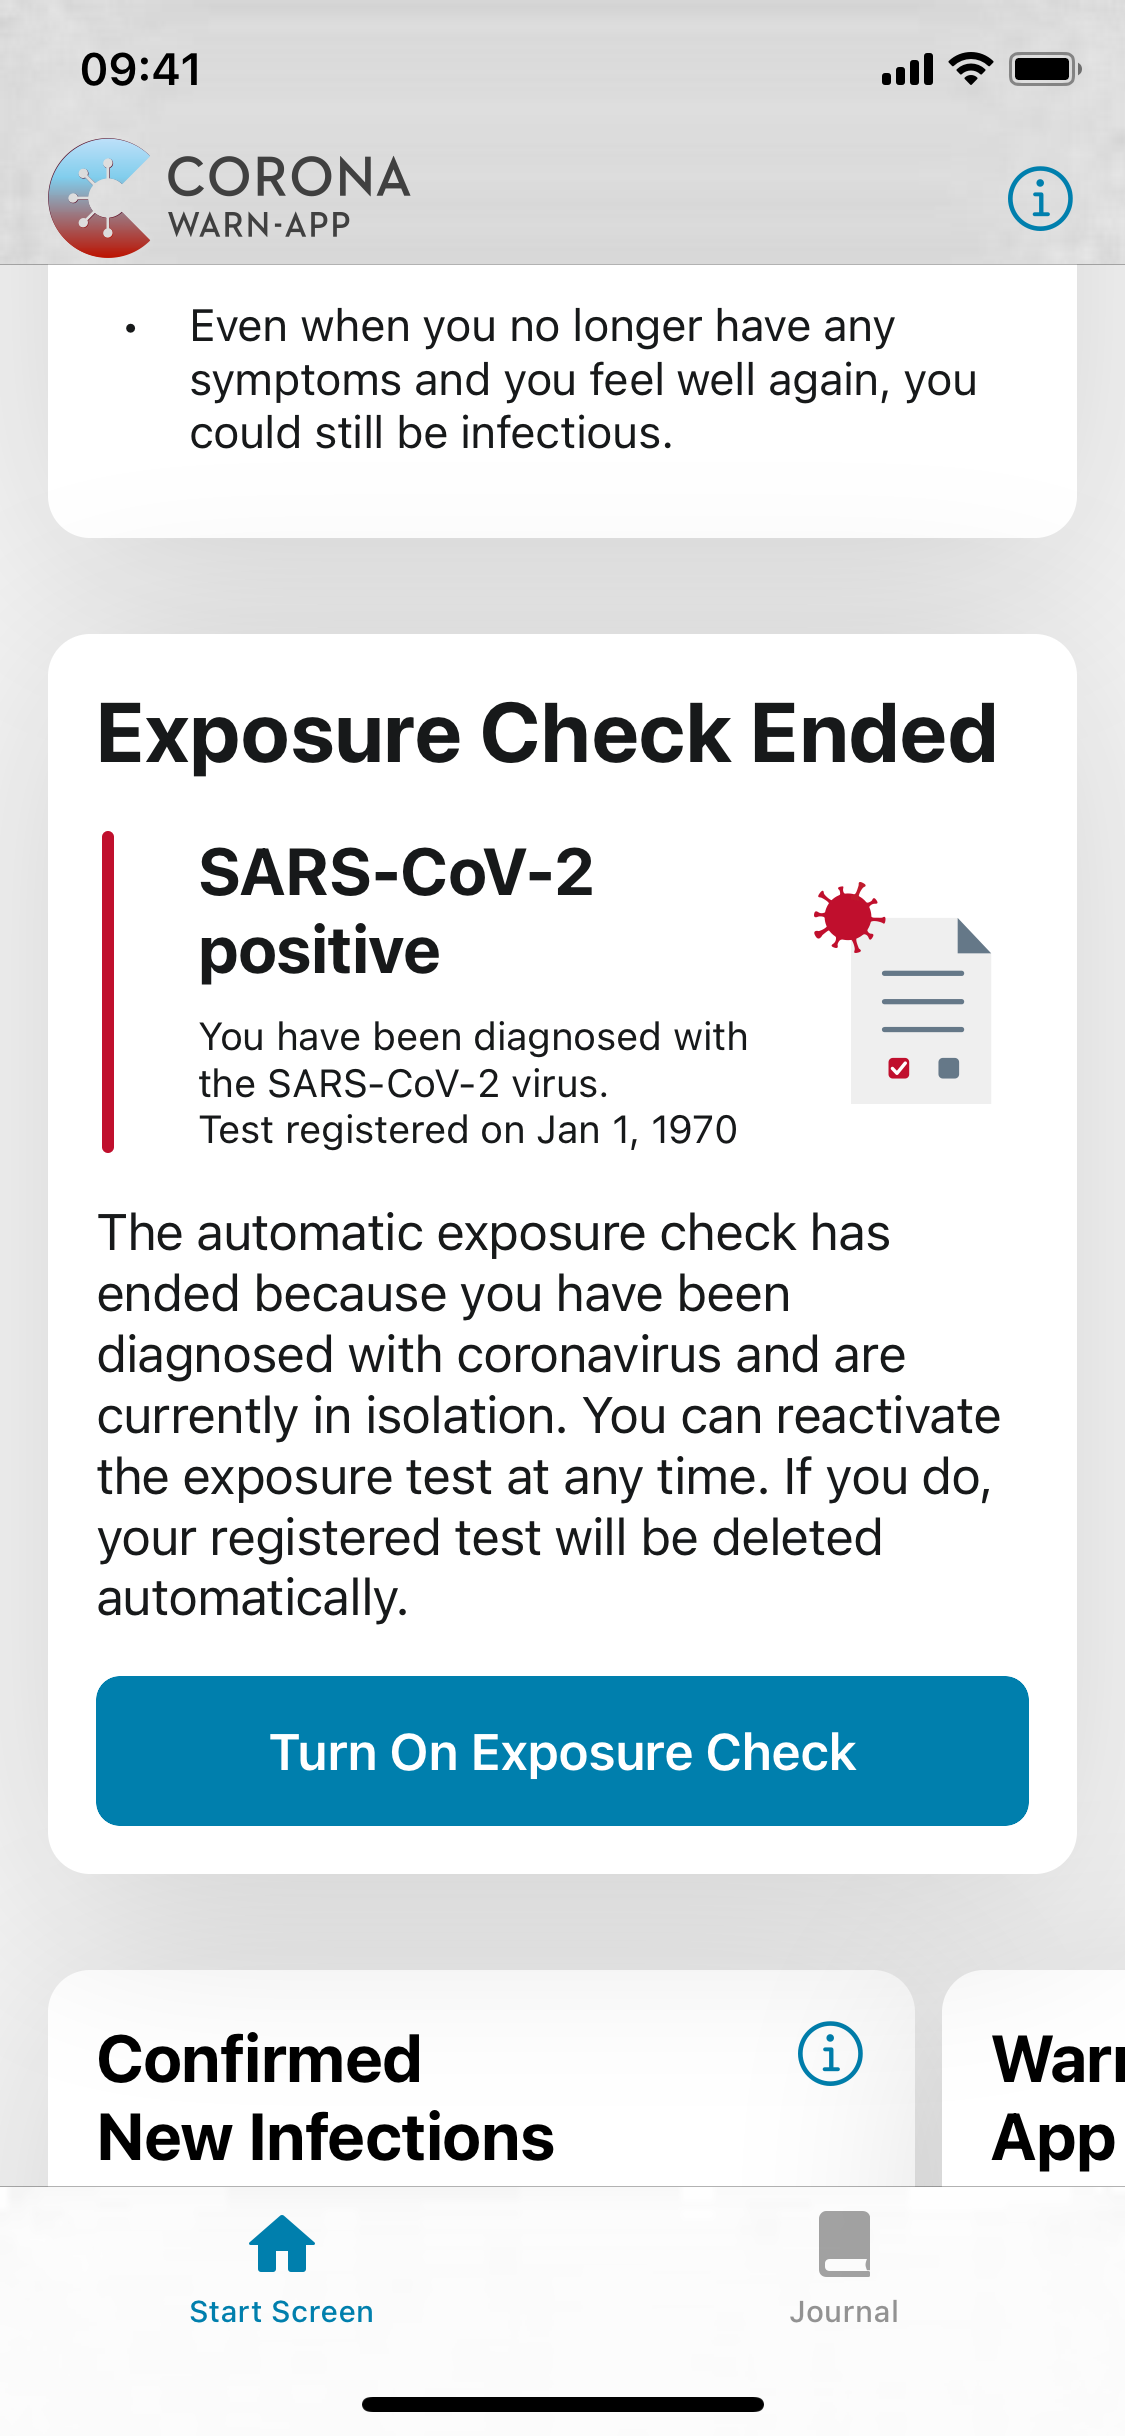 09:41
CORONA
WARN-APP
• Even when you no longer have any
symptoms and you feel well again, you
could still be infectious.
Exposure Check Ended
SARS-CoV-2
positive
You have been diagnosed with
the SARS-CoV-2 virus.
Test registered on Jan 1, 1970
The automatic exposure check has
ended because you have been
diagnosed with coronavirus and are
currently in isolation. You can reactivate
the exposure test at any time. If you do,
your registered test will be deleted
automatically.
Turn On Exposure Check
Confirmed
New Infections
App
Start Screen
Journal